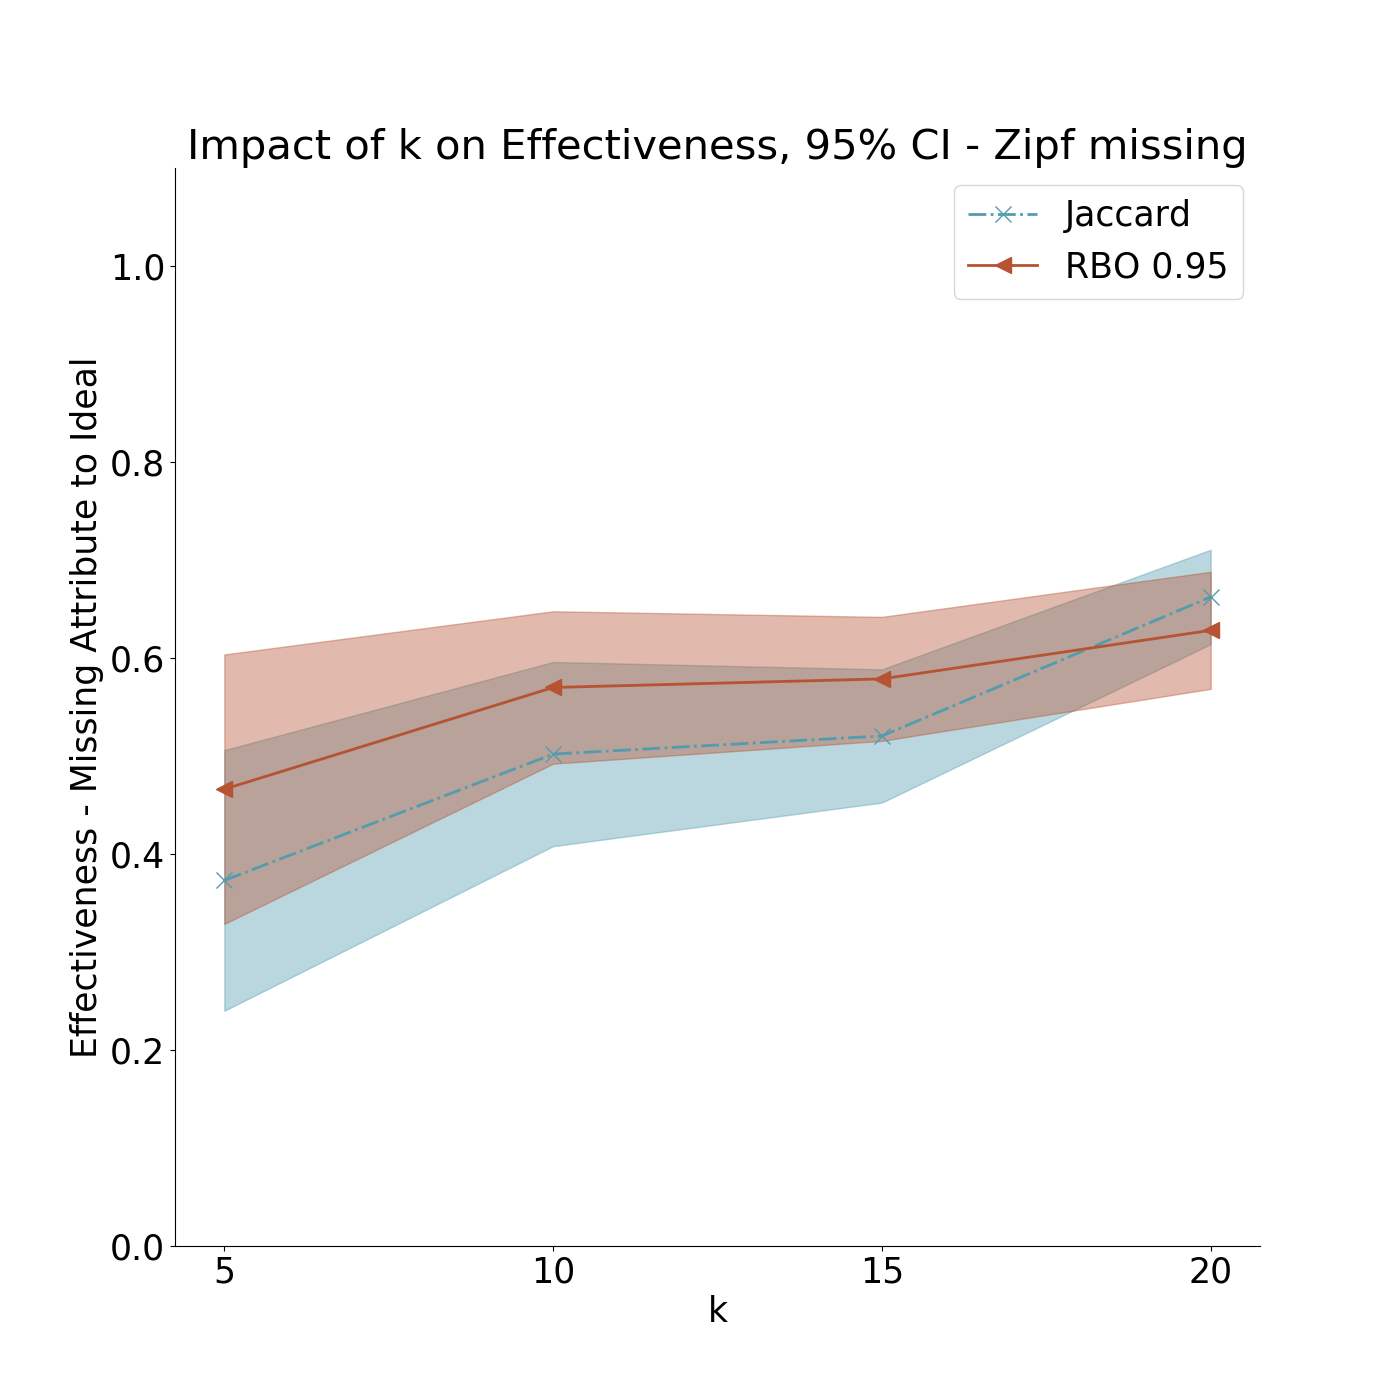 Impact of k on Effectiveness, 95% CI - Zipf missing
Jaccard
RBO 0.95
Effectiveness - Missing Attribute to Ideal
1.0
0.8
0.6
0.4
0.2
0.0
5 10 15 20
k